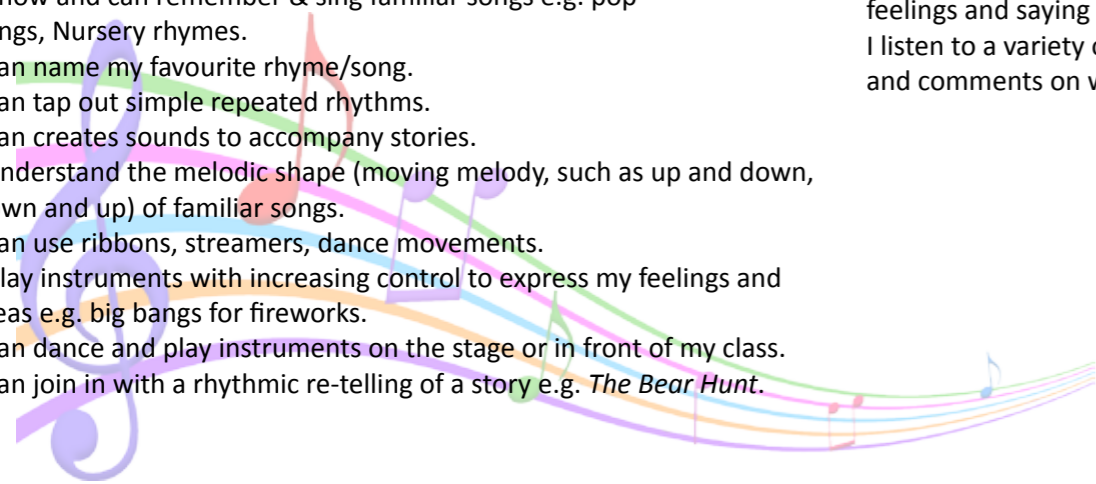 now and can remember & sing familiar songs e.g. pop
ngs, Nursery rhymes.
an name my favourite rhyme/song.
an tap out simple repeated rhythms.
an creates sounds to accompany stories.
nderstand the melodic shape (moving melody, such as up and down,
wn and up) of familiar songs.
an use ribbons, streamers, dance movements.
lay instruments with increasing control to express my feelings and
eas e.g. big bangs for fireworks.
an dance and play instruments on the stage or in front of my class.
an join in with a rhythmic re-telling of a story e.g. The Bear Hunt.
feelings and saying
I listen to a variety
and comments on